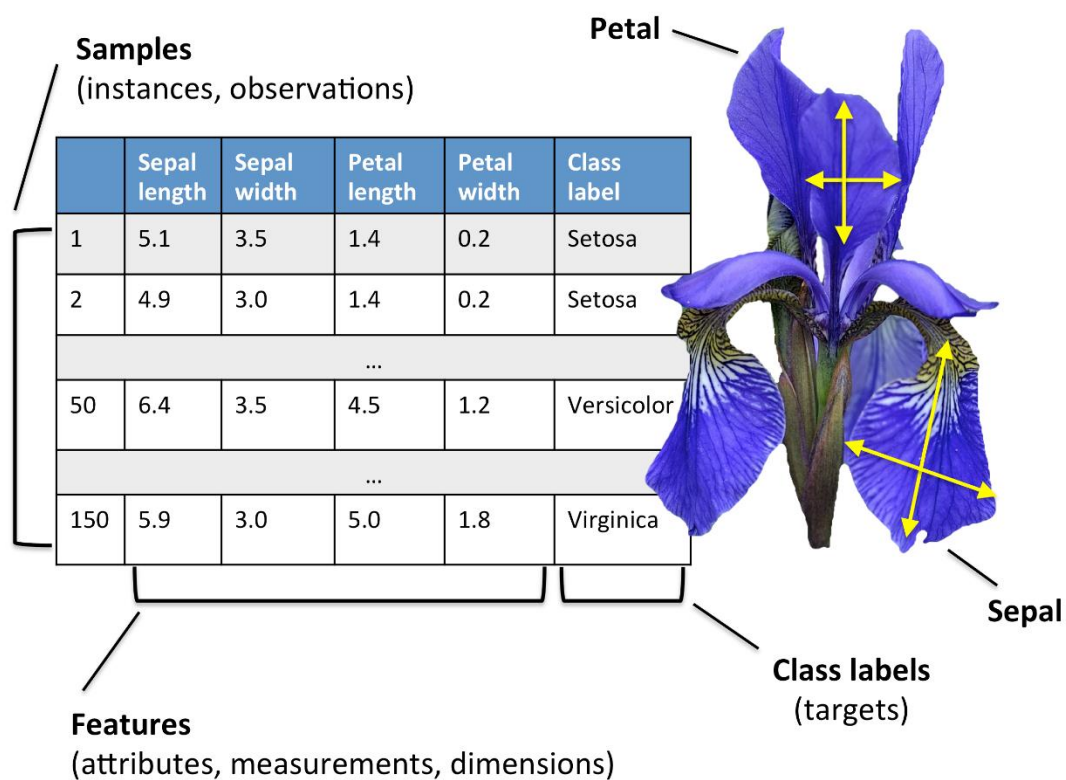 Samples
(instances, observations)
Petal
Sepal length Sepal width Petal length Petal width Class label
1 5.1 3.5 1.4 0.2 Setosa
2 4.9 3.0 1.4 0.2 Setosa
...
50 6.4 3.5 4.5 1.2 Versicolor
...
150 5.9 3.0 5.0 1.8 Virginica
Sepal
Class labels
(targets)
Features
(attributes, measurements, dimensions)